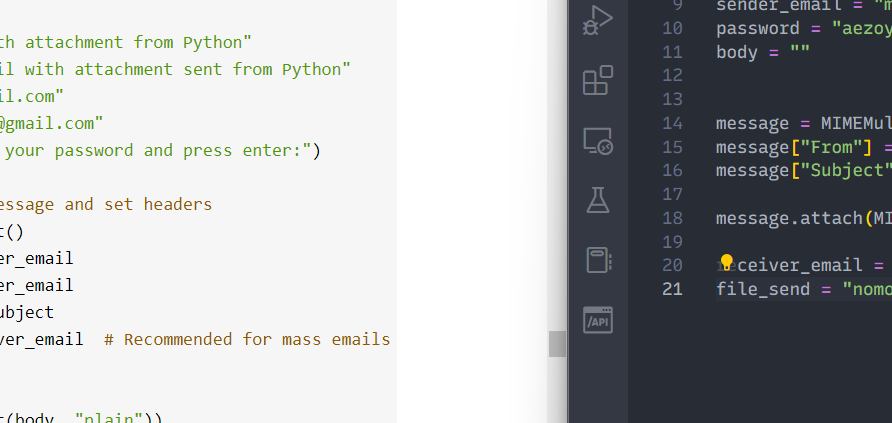 th attachment from Python"
il with attachment sent from Python"
il.com"
@gmail.com"
your password and press enter:")
essage and set headers
t()
er_email
er_email
ubject
ver_email  # Recommended for mass emails
t(body, "plain"))
9 sender_email = "m
10 password = "aezoy
11 body = ""
12
13
14 message = MIMEMul
15 message["From"] =
16 message["Subject"
17
18 message.attach(MI
19
20 receiver_email =
21 file_send = "nomo
/API